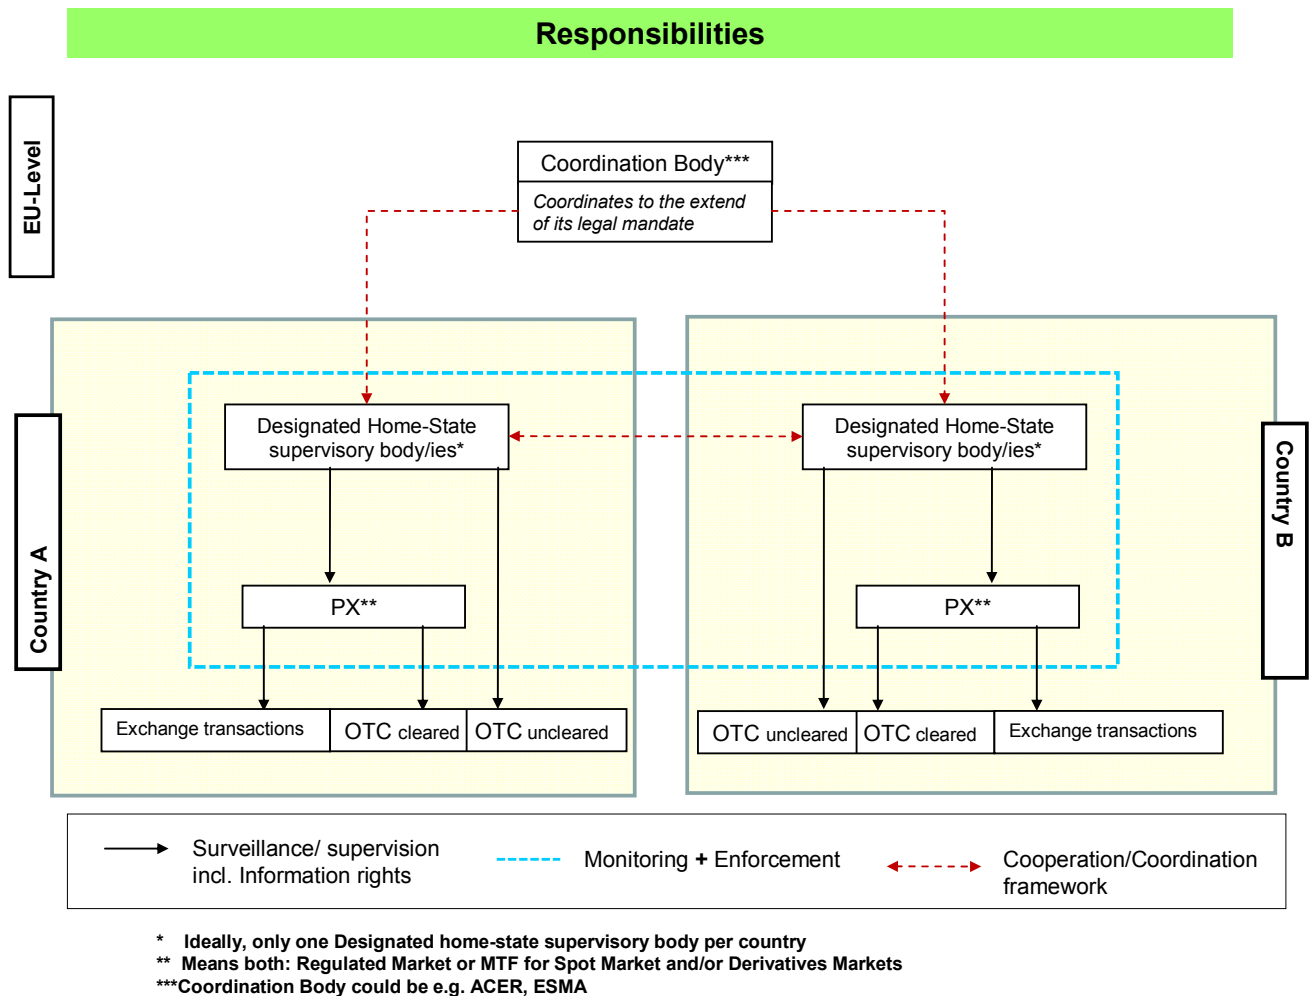 Responsibilities
EU-Level
Coordination Body***
Coordinates to the extend
of its legal mandate
Country A
Designated Home-State
supervisory body/ies*
PX**
Exchange transactions
OTC cleared
OTC uncleared
Designated Home-State
supervisory body/ies*
PX**
OTC uncleared
OTC cleared
Exchange transactions
Country B
Surveillance/ supervision
incl. Information rights
Monitoring + Enforcement
Cooperation/Coordination
framework
* Ideally, only one Designated home-state supervisory body per country
** Means both: Regulated Market or MTF for Spot Market and/or Derivatives Markets
***Coordination Body could be e.g. ACER, ESMA